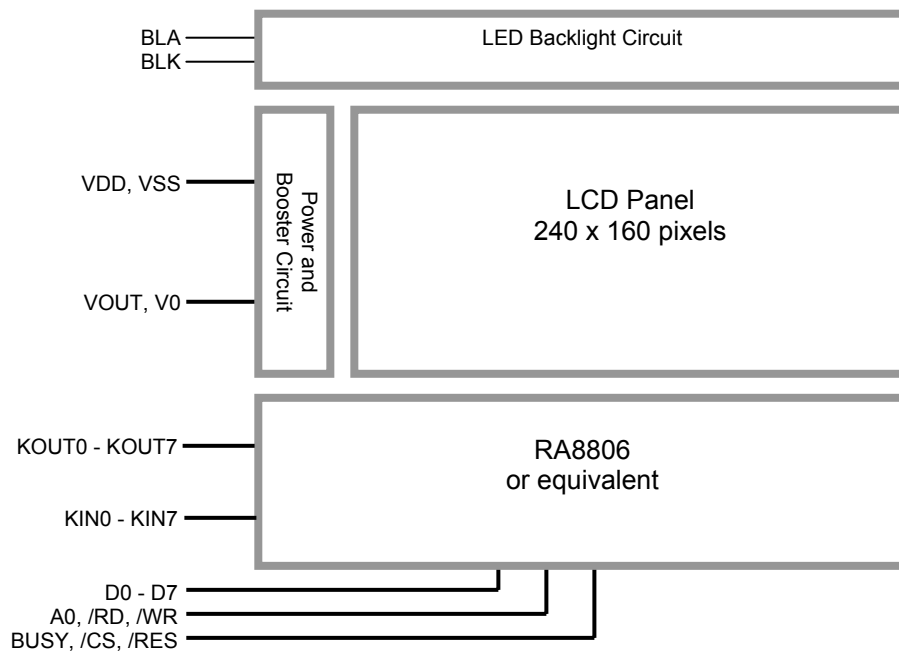 BLA
BLK
LED Backlight Circuit
VDD, VSS
VOUT, V0
Power and
Booster Circuit
LCD Panel
240 x 160 pixels
KOUT0 - KOUT7
KIN0 - KIN7
RA8806
or equivalent
D0 - D7
A0, /RD, /WR
BUSY, /CS, /RES